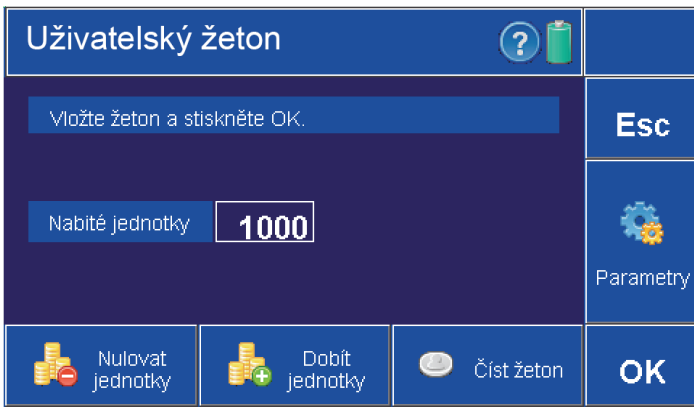 Uživatelský žeton
?
Vložte žeton a stiskněte OK.
Esc
Nabité jednotky 1000
Parametry
Nulovat
jednotky
Dobít
jednotky
Číst žeton
OK